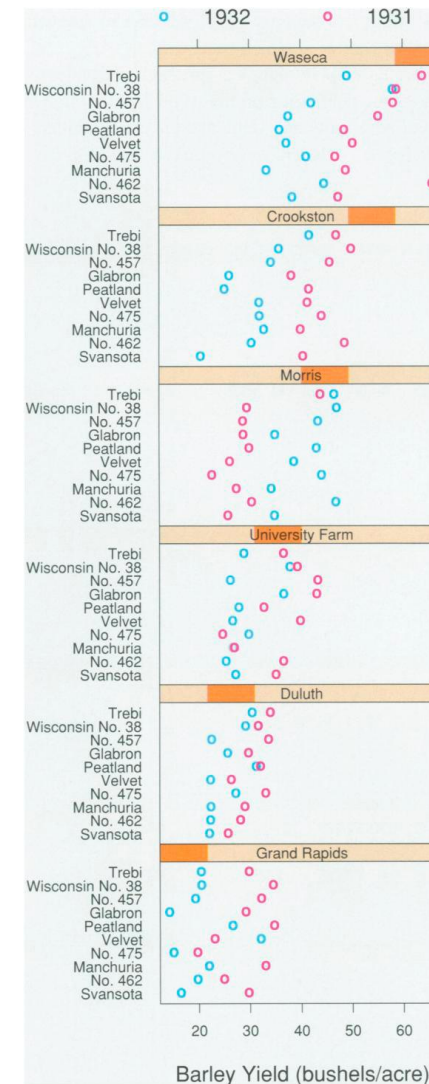 1932 1931
Waseca
Trebi
Wisconsin No. 38
No. 457
Glabron
Peatland
Velvet
No. 475
Manchuria
No. 462
Svansota
Crookston
Trebi
Wisconsin No. 38
No. 457
Glabron
Peatland
Velvet
No. 475
Manchuria
No. 462
Svansota
Morris
Trebi
Wisconsin No. 38
No. 457
Glabron
Peatland
Velvet
No. 475
Manchuria
No. 462
Svansota
University Farm
Trebi
Wisconsin No. 38
No. 457
Glabron
Peatland
Velvet
No. 475
Manchuria
No. 462
Svansota
Duluth
Trebi
Wisconsin No. 38
No. 457
Glabron
Peatland
Velvet
No. 475
Manchuria
No. 462
Svansota
Grand Rapids
Trebi
Wisconsin No. 38
No. 457
Glabron
Peatland
Velvet
No. 475
Manchuria
No. 462
Svansota
20 30 40 50 60
Barley Yield (bushels/acre)